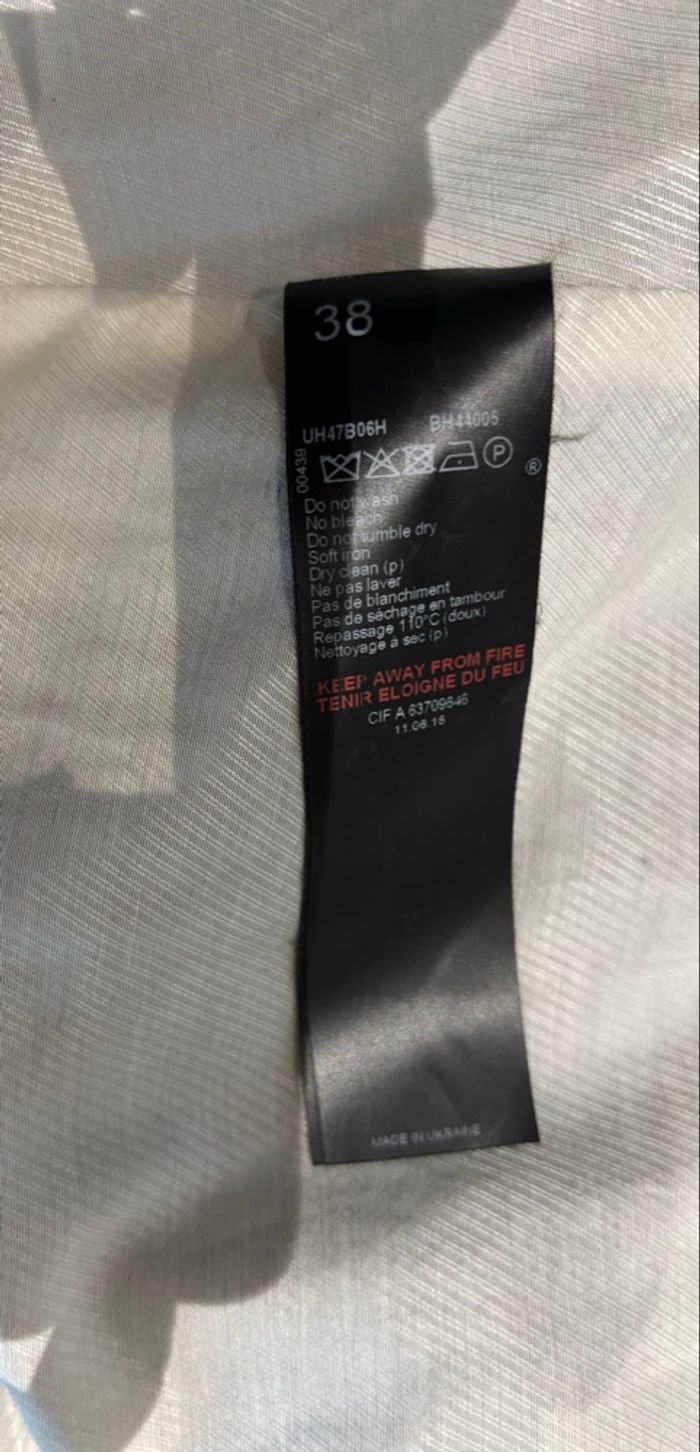 38
UH47B06H BH44005
00439
P
®
Do not wash
No bleach
Do not tumble dry
Soft iron
Dry clean (p)
Ne pas laver
Pas de blanchiment
Pas de séchage en tambour
Repassage 110°C (doux)
Nettoyage à sec (p)
KEEP AWAY FROM FIRE
TENIR ELOIGNE DU FEU
CIF A 63709646
11.08.15
MADE IN UKRAINE